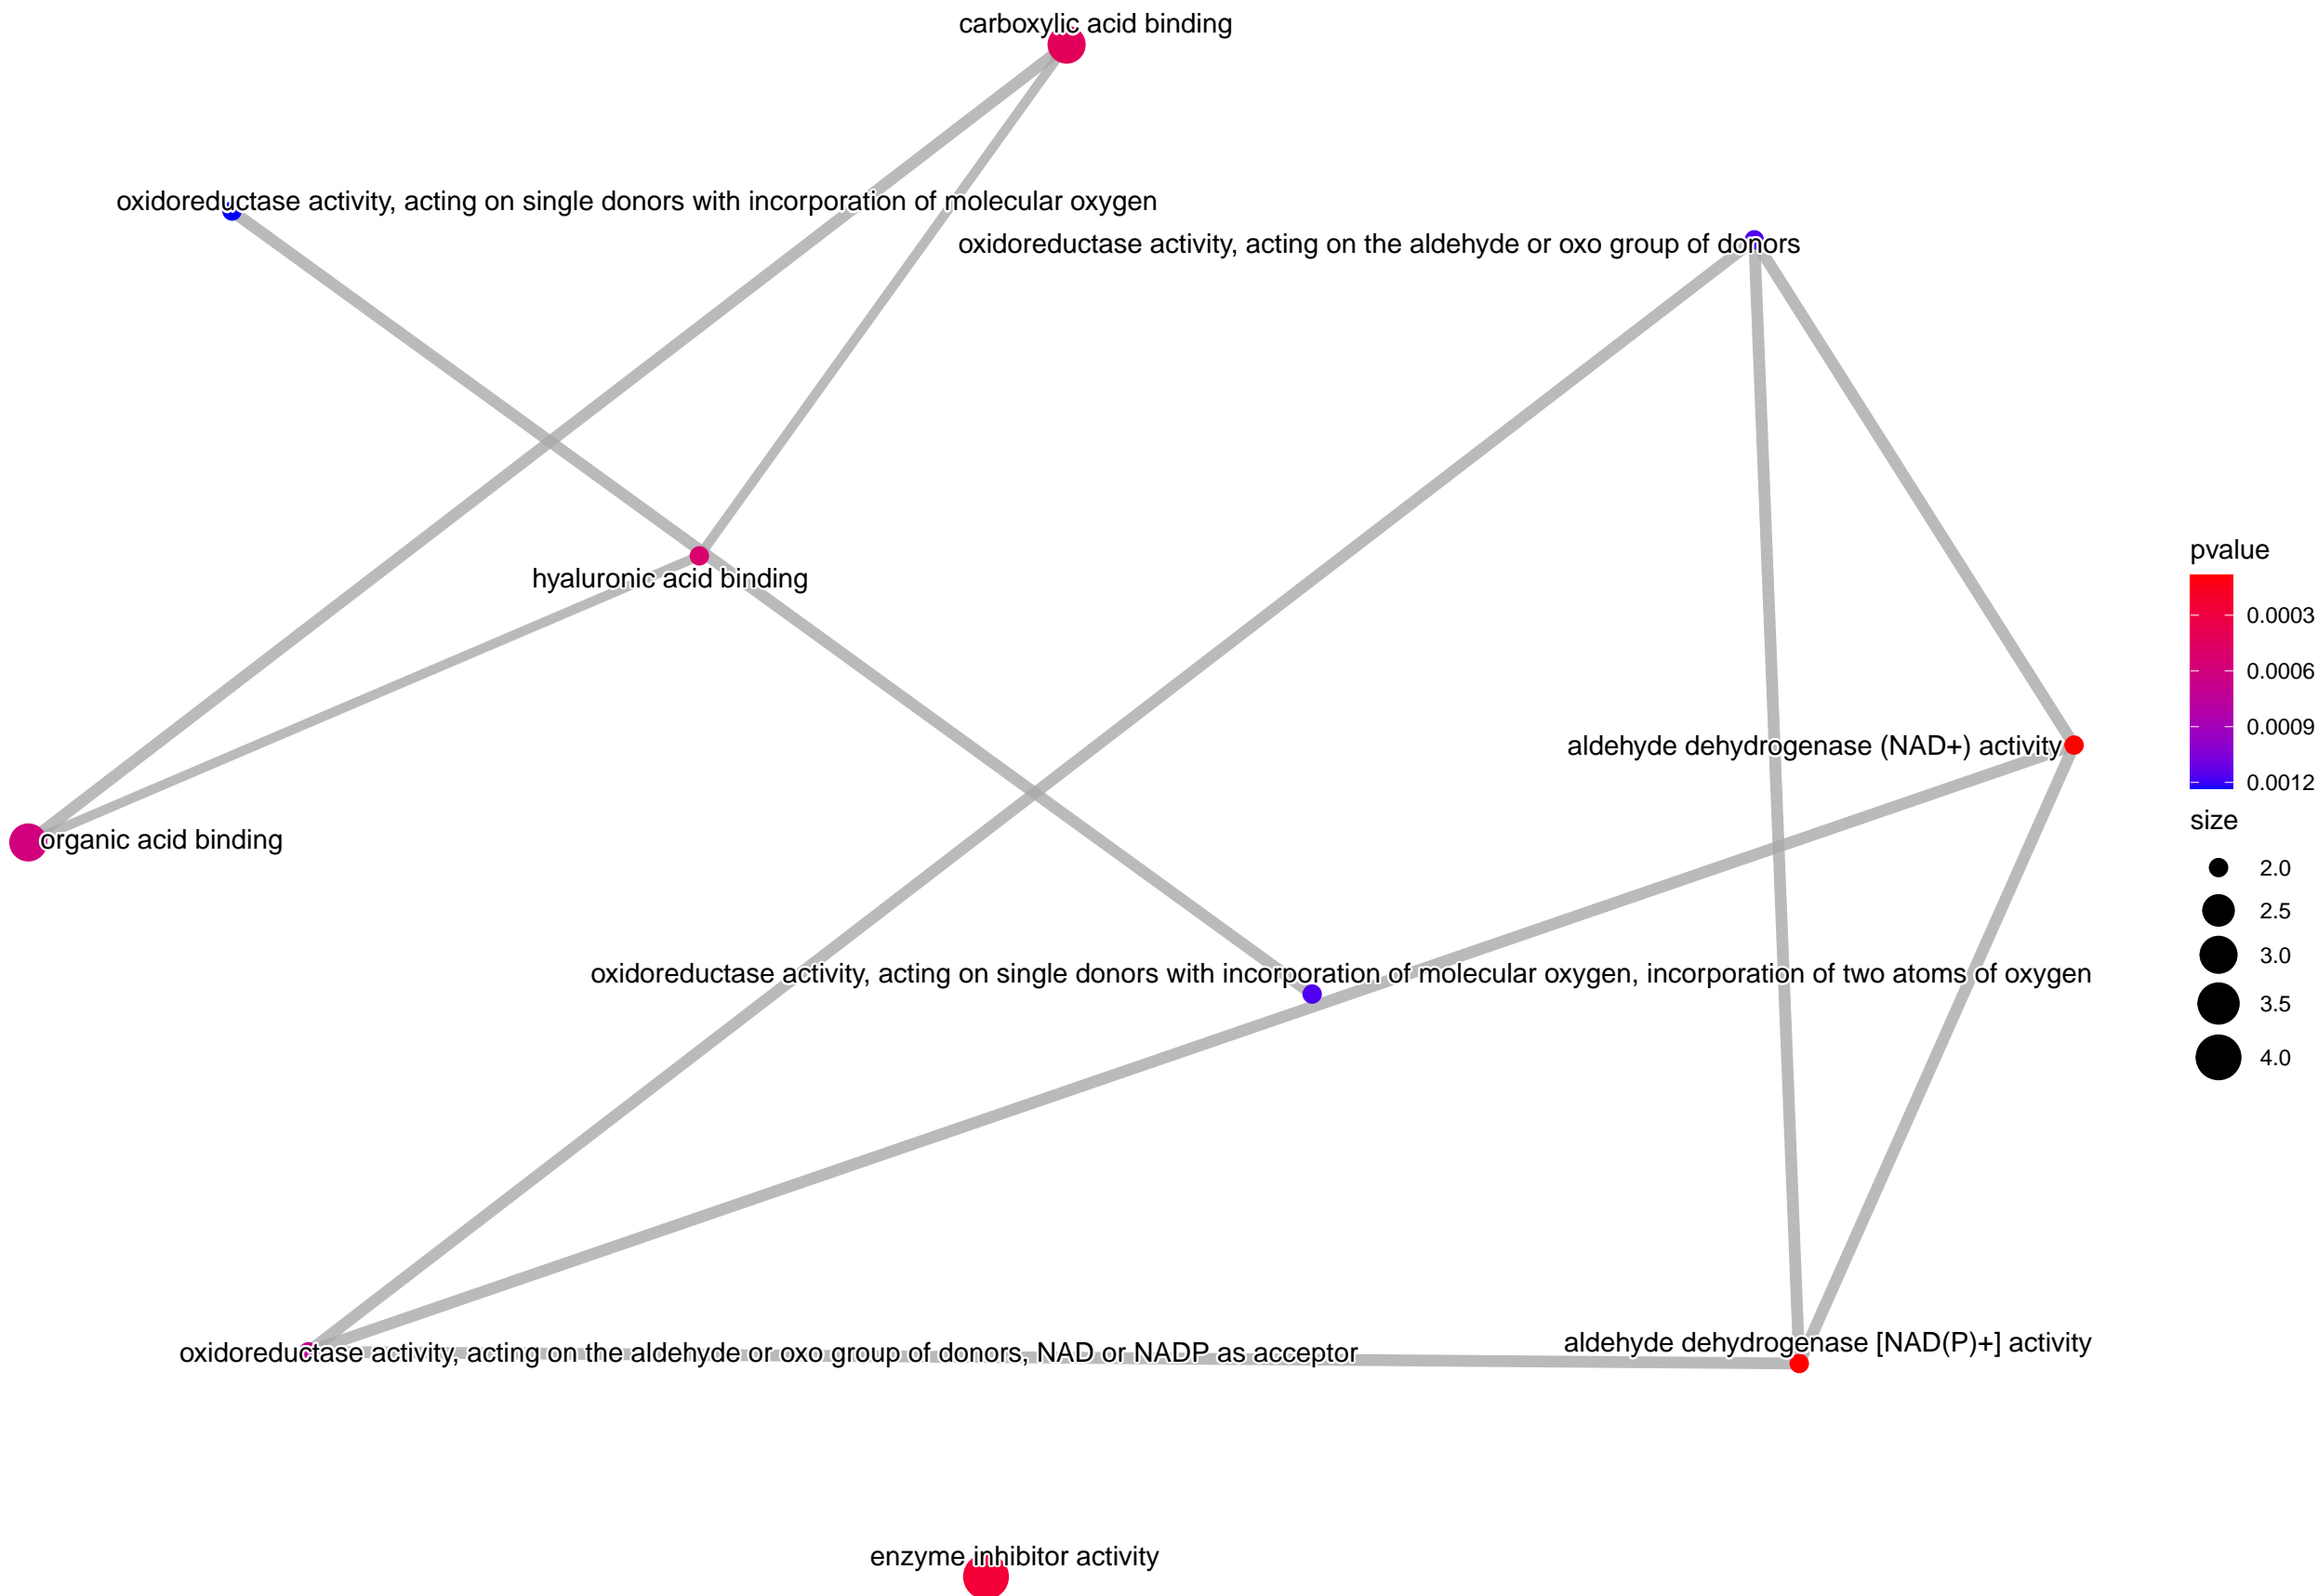 carboxylic acid binding
oxidoreductase activity, acting on single donors with incorporation of molecular oxygen
oxidoreductase activity, acting on the aldehyde or oxo group of donors
hyaluronic acid binding
aldehyde dehydrogenase (NAD+) activity
organic acid binding
oxidoreductase activity, acting on single donors with incorporation of molecular oxygen, incorporation of two atoms of oxygen
aldehyde dehydrogenase [NAD(P)+] activity
oxidoreductase activity, acting on the aldehyde or oxo group of donors, NAD or NADP as acceptor
enzyme inhibitor activity
pvalue
0.0003
0.0006
0.0009
0.0012
size
2.0
2.5
3.0
3.5
4.0